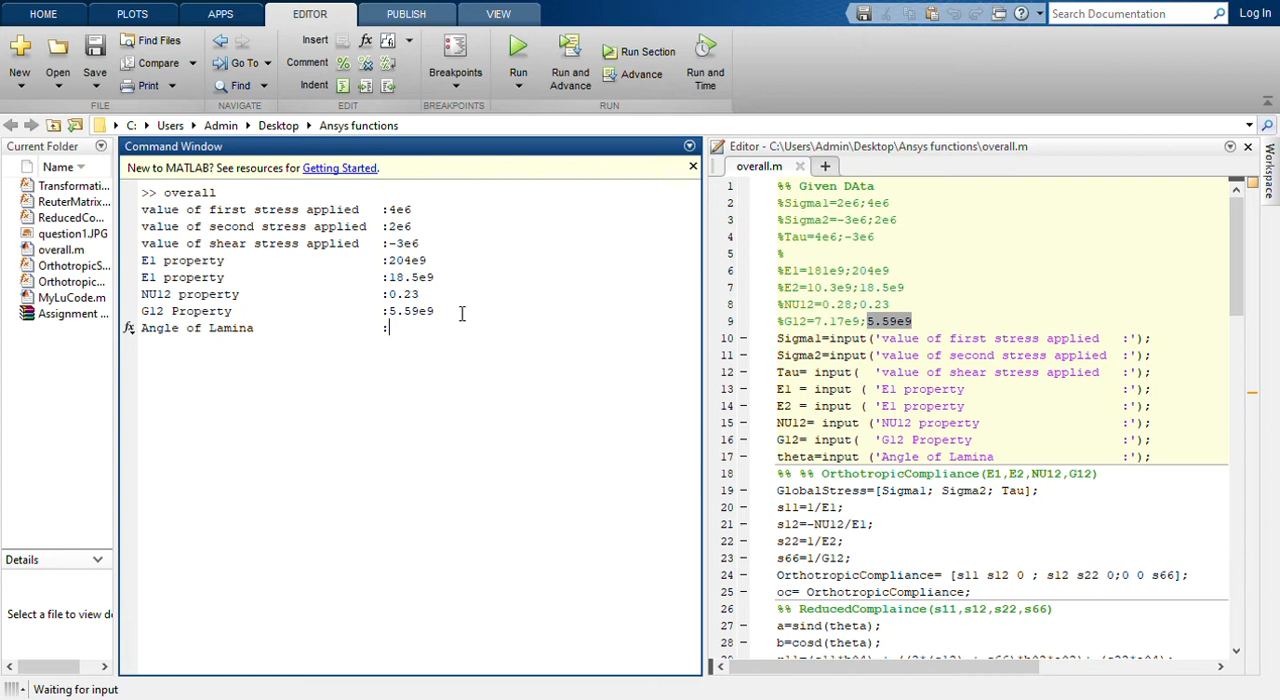 HOME PLOTS APPS EDITOR PUBLISH VIEW Search Documentation Log In
New Open Save Find Files Compare Print
Go To Find
Insert Comment Indent
Breakpoints
Run Run and Advance Run Section Advance Run and Time
FILE NAVIGATE EDIT BREAKPOINTS RUN
C: Users Admin Desktop Ansys functions
Current Folder
Name
Transformati...
ReuterMatrix...
ReducedCo...
question1.JPG
overall.m
OrthotropicS...
Orthotropic...
MyLuCode.m
Assignment ...
Details
Select a file to view d
Command Window
New to MATLAB? See resources for Getting Started.
>> overall
value of first stress applied :4e6
value of second stress applied :2e6
value of shear stress applied :-3e6
E1 property :204e9
E1 property :18.5e9
NU12 property :0.23
G12 Property :5.59e9
fx Angle of Lamina :
Editor - C:\Users\Admin\Desktop\Ansys functions\overall.m
overall.m
1 %% Given DAta
2 %Sigma1=2e6;4e6
3 %Sigma2=-3e6;2e6
4 %Tau=4e6;-3e6
5 %
6 %E1=181e9;204e9
7 %E2=10.3e9;18.5e9
8 %NU12=0.28;0.23
9 %G12=7.17e9;5.59e9
10 Sigma1=input('value of first stress applied :');
11 Sigma2=input('value of second stress applied :');
12 Tau= input( 'value of shear stress applied :');
13 E1 = input ( 'E1 property :');
14 E2 = input ( 'E1 property :');
15 NU12= input ('NU12 property :');
16 G12= input( 'G12 Property :');
17 theta=input ('Angle of Lamina :');
18 %% %% OrthotropicCompliance(E1,E2,NU12,G12)
19 GlobalStress=[Sigma1; Sigma2; Tau];
20 s11=1/E1;
21 s12=-NU12/E1;
22 s22=1/E2;
23 s66=1/G12;
24 OrthotropicCompliance= [s11 s12 0 ; s12 s22 0;0 0 s66];
25 oc= OrthotropicCompliance;
26 %% ReducedComplaince(s11,s12,s22,s66)
27 a=sind(theta);
28 b=cosd(theta);
Workspace
Waiting for input